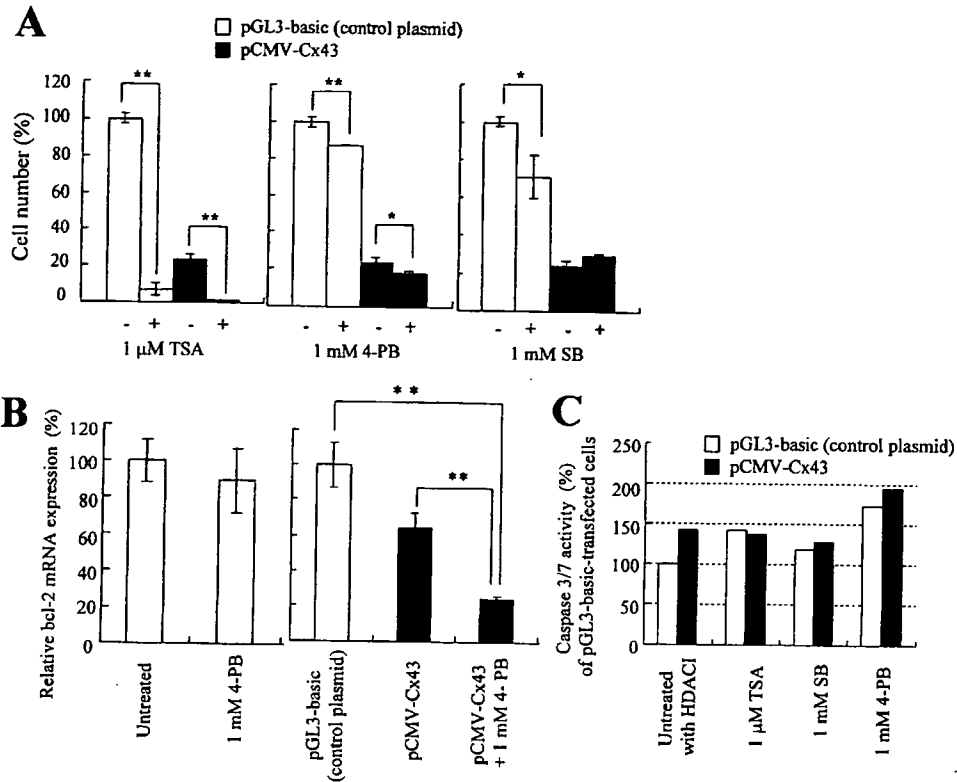 A
pGL3-basic (control plasmid)
pCMV-Cx43
Cell number (%)
120
100
80
60
40
20
0
**
**
**
*
*
- + - +
1 μM TSA
- + - +
1 mM 4-PB
- + - +
1 mM SB
B
Relative bcl-2 mRNA expression (%)
120
100
80
60
40
20
0
**
**
Untreated
1 mM 4-PB
pGL3-basic
(control plasmid)
pCMV-Cx43
pCMV-Cx43
+ 1 mM 4- PB
C
pGL3-basic (control plasmid)
pCMV-Cx43
Caspase 3/7 activity (%)
of pGL3-basic-transfected cells
250
200
150
100
50
0
Untreated
with HDACI
1 μM TSA
1 mM SB
1 mM 4-PB